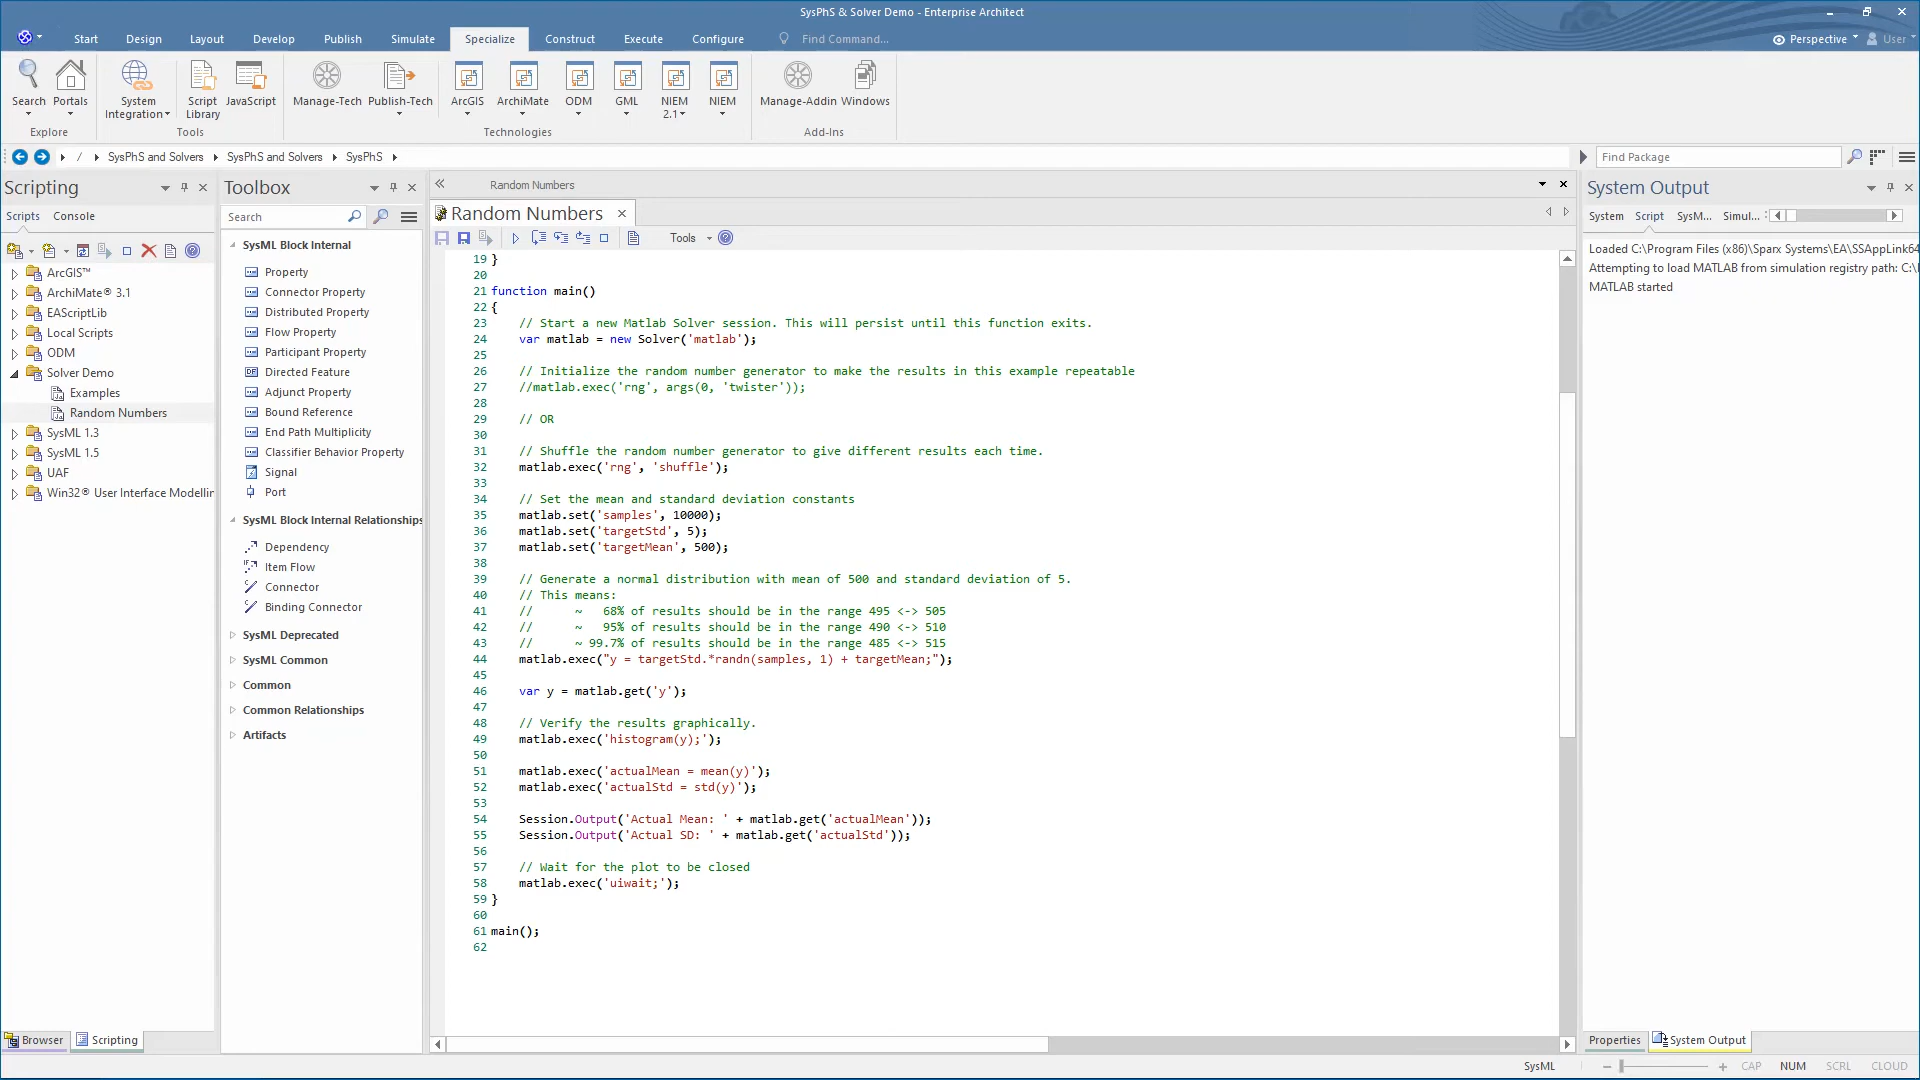 SysPhS & Solver Demo - Enterprise Architect
Start Design Layout Develop Publish Simulate Specialize Construct Execute Configure Find Command... Perspective User
Search Portals System Integration Script Library JavaScript Manage-Tech Publish-Tech ArcGIS ArchiMate ODM GML NIEM 2.1 NIEM Manage-Addin Windows
Explore Tools Technologies Add-Ins
/ SysPhS and Solvers SysPhS and Solvers SysPhS Find Package
Scripting
Scripts Console
ArcGIS™
ArchiMate® 3.1
EAScriptLib
Local Scripts
ODM
Solver Demo
Examples
Random Numbers
SysML 1.3
SysML 1.5
UAF
Win32® User Interface Modellin
Browser Scripting
Toolbox
Search
SysML Block Internal
Property
Connector Property
Distributed Property
Flow Property
Participant Property
Directed Feature
Adjunct Property
Bound Reference
End Path Multiplicity
Classifier Behavior Property
Signal
Port
SysML Block Internal Relationships
Dependency
Item Flow
Connector
Binding Connector
SysML Deprecated
SysML Common
Common
Common Relationships
Artifacts
Random Numbers
Random Numbers
Tools
19 }
20
21 function main()
22 {
23 // Start a new Matlab Solver session. This will persist until this function exits.
24 var matlab = new Solver('matlab');
25
26 // Initialize the random number generator to make the results in this example repeatable
27 //matlab.exec('rng', args(0, 'twister'));
28
29 // OR
30
31 // Shuffle the random number generator to give different results each time.
32 matlab.exec('rng', 'shuffle');
33
34 // Set the mean and standard deviation constants
35 matlab.set('samples', 10000);
36 matlab.set('targetStd', 5);
37 matlab.set('targetMean', 500);
38
39 // Generate a normal distribution with mean of 500 and standard deviation of 5.
40 // This means:
41 // ~ 68% of results should be in the range 495 <-> 505
42 // ~ 95% of results should be in the range 490 <-> 510
43 // ~ 99.7% of results should be in the range 485 <-> 515
44 matlab.exec("y = targetStd.*randn(samples, 1) + targetMean;");
45
46 var y = matlab.get('y');
47
48 // Verify the results graphically.
49 matlab.exec('histogram(y);');
50
51 matlab.exec('actualMean = mean(y)');
52 matlab.exec('actualStd = std(y)');
53
54 Session.Output('Actual Mean: ' + matlab.get('actualMean'));
55 Session.Output('Actual SD: ' + matlab.get('actualStd'));
56
57 // Wait for the plot to be closed
58 matlab.exec('uiwait;');
59 }
60
61 main();
62
System Output
System Script SysM... Simul...
Loaded C:\Program Files (x86)\Sparx Systems\EA\SSAppLink64
Attempting to load MATLAB from simulation registry path: C:\
MATLAB started
Properties System Output
SysML CAP NUM SCRL CLOUD